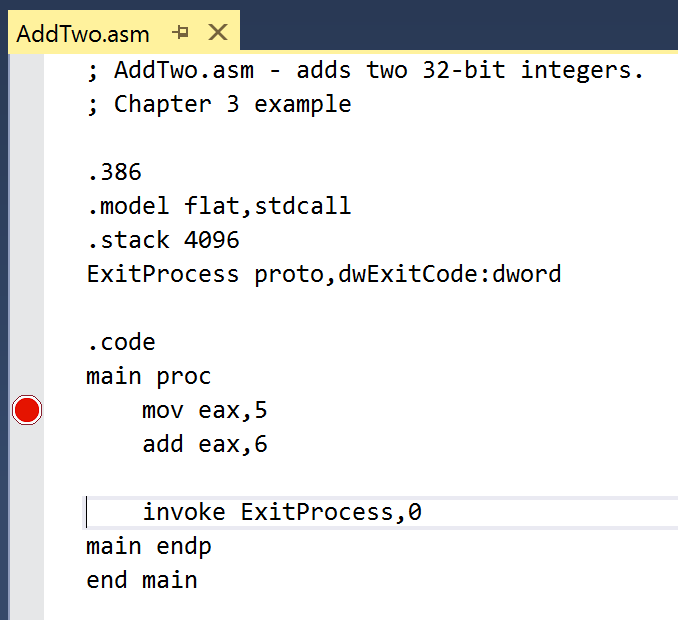 AddTwo.asm
; AddTwo.asm - adds two 32-bit integers.
; Chapter 3 example
.386
.model flat,stdcall
.stack 4096
ExitProcess proto,dwExitCode:dword
.code
main proc
mov eax,5
add eax,6
invoke ExitProcess,0
main endp
end main